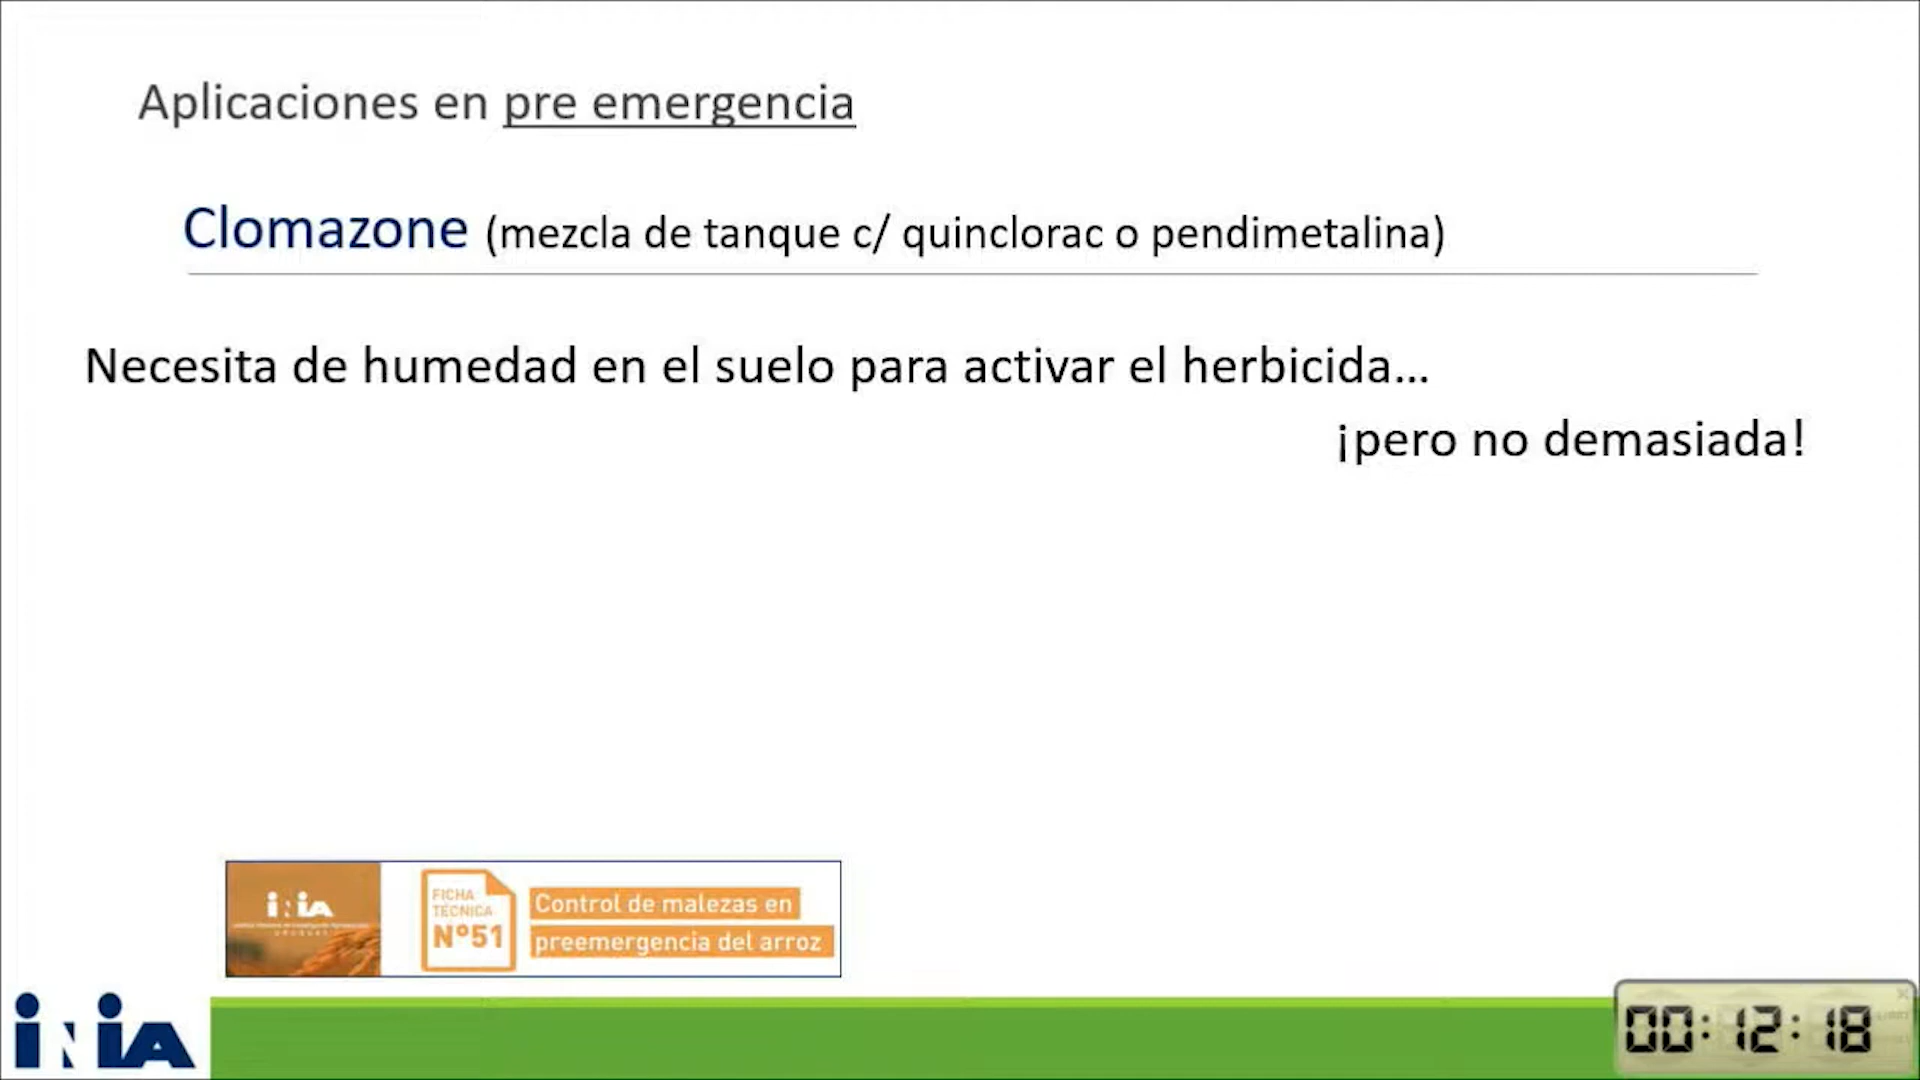 Aplicaciones en pre emergencia
Clomazone (mezcla de tanque c/ quinclorac o pendimetalina)
Necesita de humedad en el suelo para activar el herbicida...
¡pero no demasiada!
inia
FICHA
TÉCNICA
N°51
Control de malezas en
preemergencia del arroz
inia
00:12:18